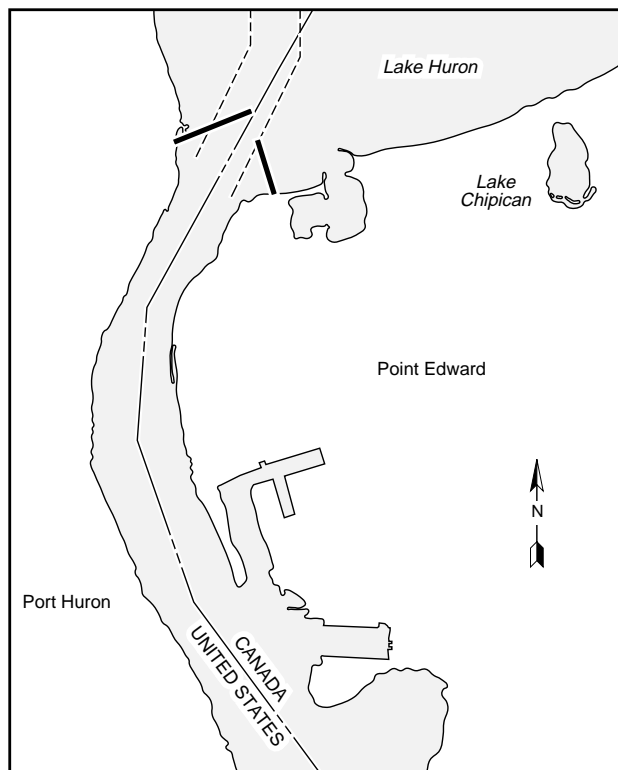 Lake Huron
Lake
Chipican
Point Edward
N
Port Huron
CANADA
UNITED STATES